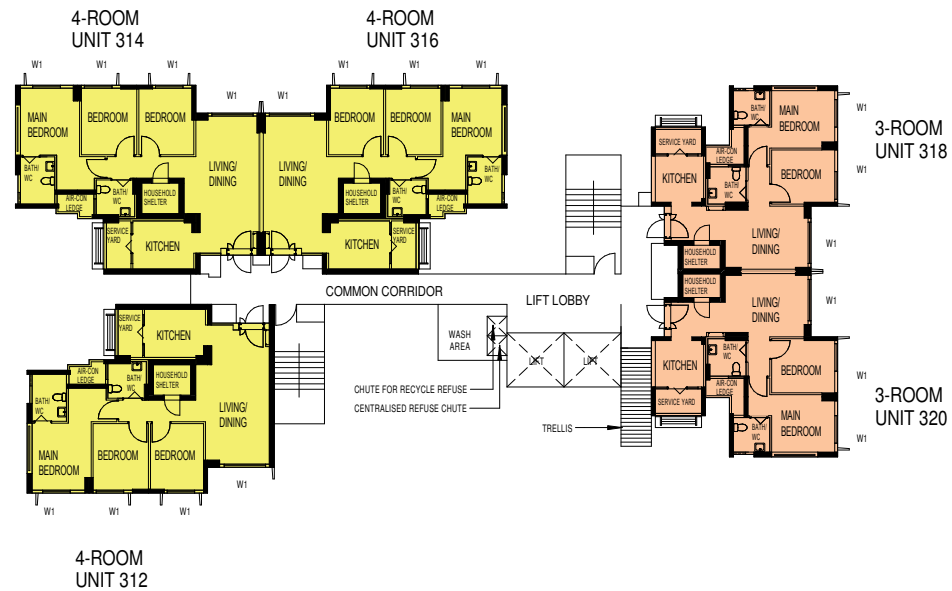 4-ROOM
UNIT 314
4-ROOM
UNIT 316
W1
W1
W1
W1
W1
W1
MAIN
BEDROOM
BEDROOM
BEDROOM
BATH/
WC
AIR-CON
LEDGE
BATH/
WC
HOUSEHOLD
SHELTER
LIVING/
DINING
SERVICE
YARD
KITCHEN
W1
W1
LIVING/
DINING
BEDROOM
BEDROOM
MAIN
BEDROOM
HOUSEHOLD
SHELTER
BATH/
WC
AIR-CON
LEDGE
BATH/
WC
KITCHEN
SERVICE
YARD
3-ROOM
UNIT 318
W1
W1
W1
BATH/
WC
MAIN
BEDROOM
SERVICE YARD
AIR-CON
LEDGE
KITCHEN
BATH/
WC
BEDROOM
LIVING/
DINING
HOUSEHOLD
SHELTER
COMMON CORRIDOR
LIFT LOBBY
WASH
AREA
LIFT
LIFT
CHUTE FOR RECYCLE REFUSE
CENTRALISED REFUSE CHUTE
TRELLIS
HOUSEHOLD
SHELTER
LIVING/
DINING
W1
KITCHEN
BATH/
WC
BEDROOM
W1
AIR-CON
LEDGE
SERVICE YARD
BATH/
WC
MAIN
BEDROOM
W1
3-ROOM
UNIT 320
SERVICE
YARD
KITCHEN
AIR-CON
LEDGE
BATH/
WC
HOUSEHOLD
SHELTER
BATH/
WC
LIVING/
DINING
MAIN
BEDROOM
BEDROOM
BEDROOM
W1
W1
W1
W1
4-ROOM
UNIT 312